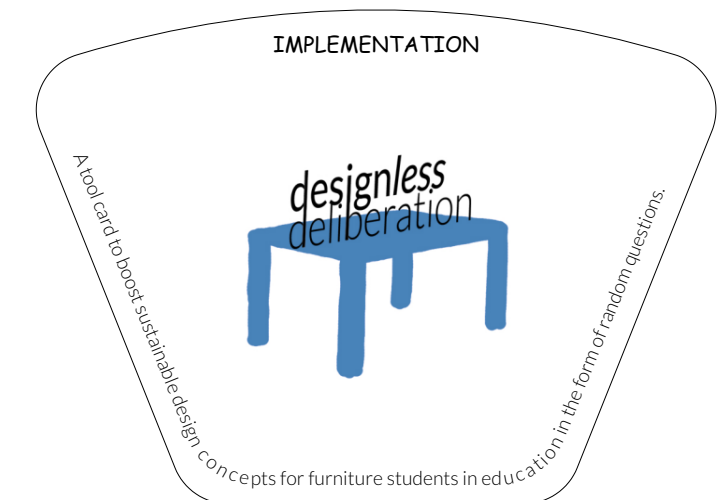 IMPLEMENTATION
designless
deliberation
A tool card to boost sustainable design concepts for furniture students in education in the form of random questions.